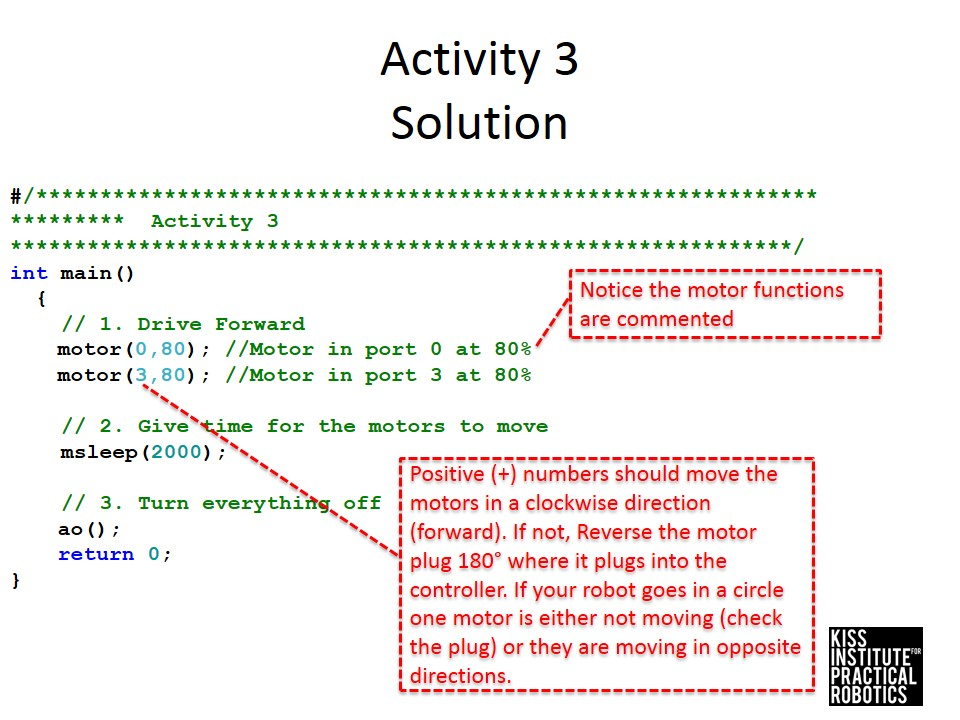 Activity 3
Solution
#/*************************************************************
*********  Activity 3
*************************************************************/
int main()
{
// 1. Drive Forward
motor(0,80); //Motor in port 0 at 80%
motor(3,80); //Motor in port 3 at 80%
// 2. Give time for the motors to move
msleep(2000);
// 3. Turn everything off
ao();
return 0;
}
Notice the motor functions
are commented
Positive (+) numbers should move the
motors in a clockwise direction
(forward). If not, Reverse the motor
plug 180° where it plugs into the
controller. If your robot goes in a circle
one motor is either not moving (check
the plug) or they are moving in opposite
directions.
KISS
INSTITUTE FOR
PRACTICAL
ROBOTICS